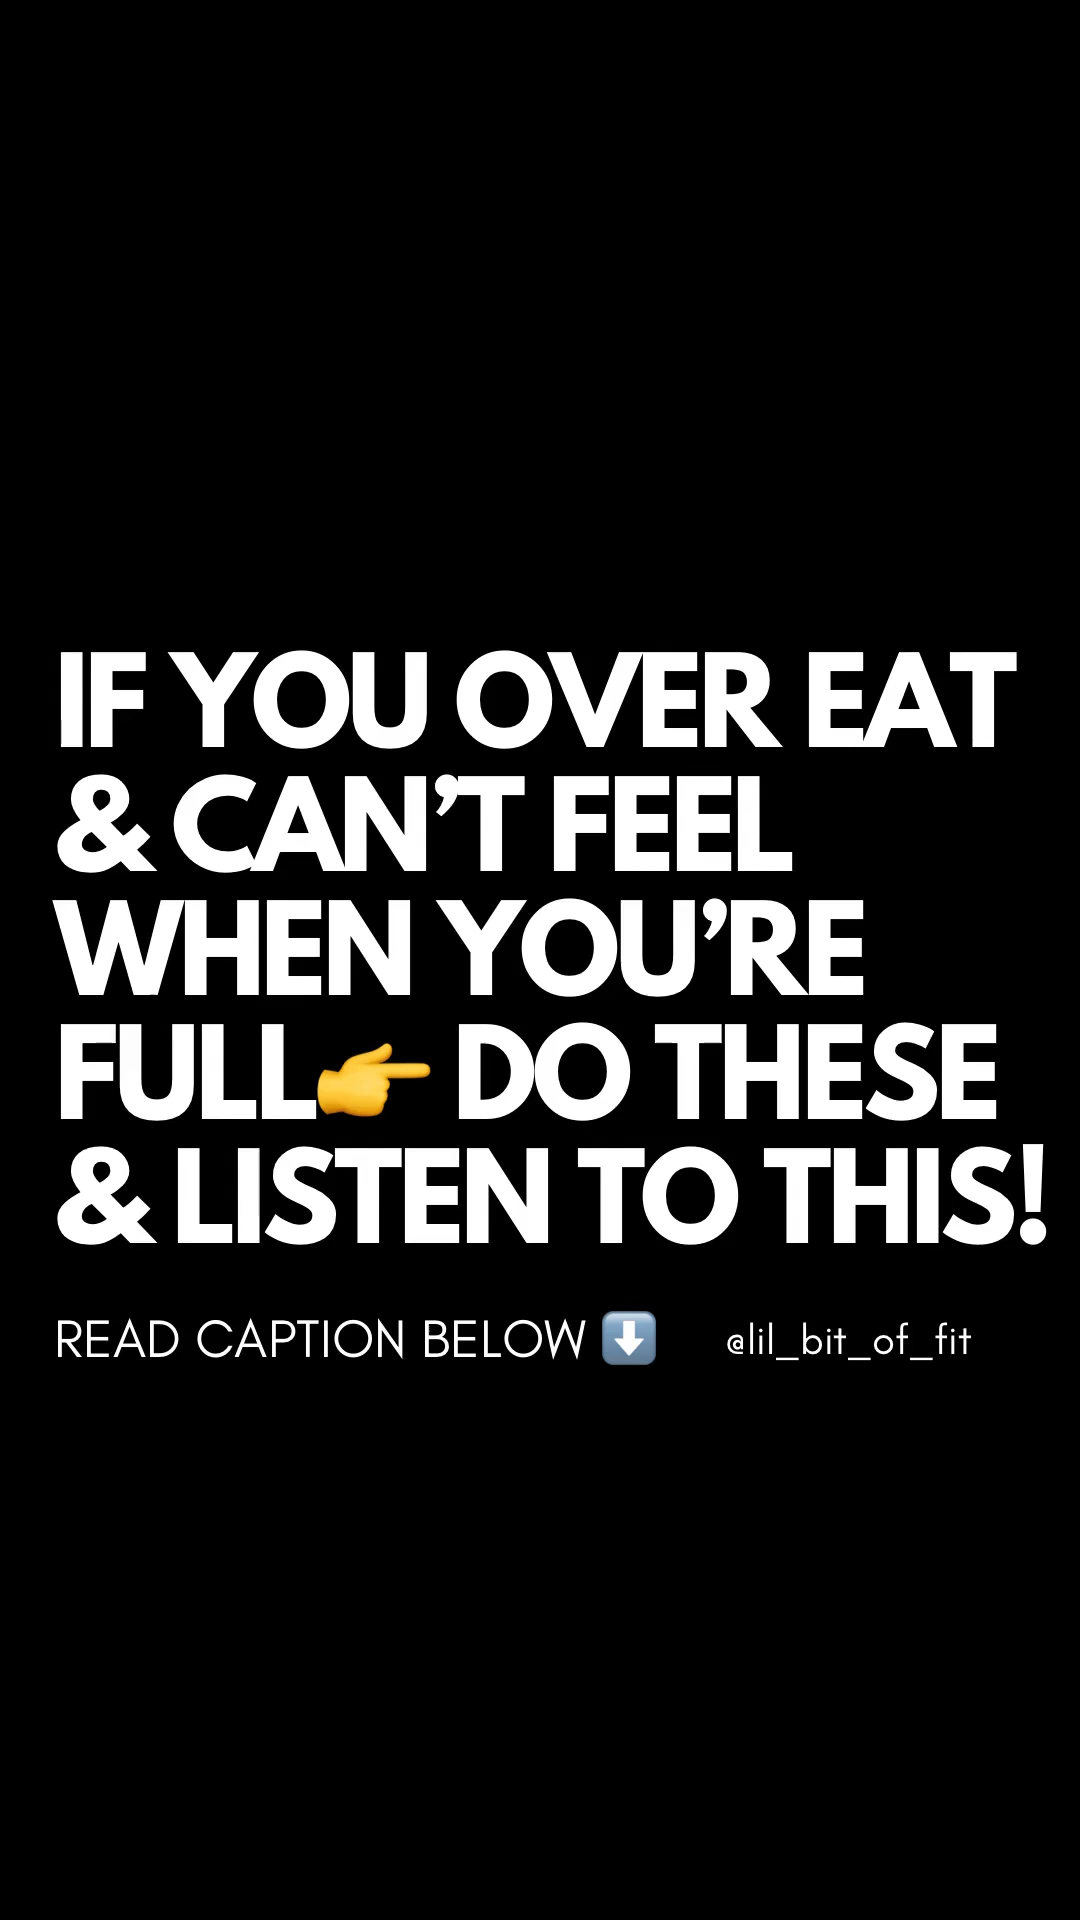 IF YOU OVER EAT
& CAN’T FEEL
WHEN YOU’RE
FULL👉 DO THESE
& LISTEN TO THIS!
READ CAPTION BELOW ⬇️ @lil_bit_of_fit